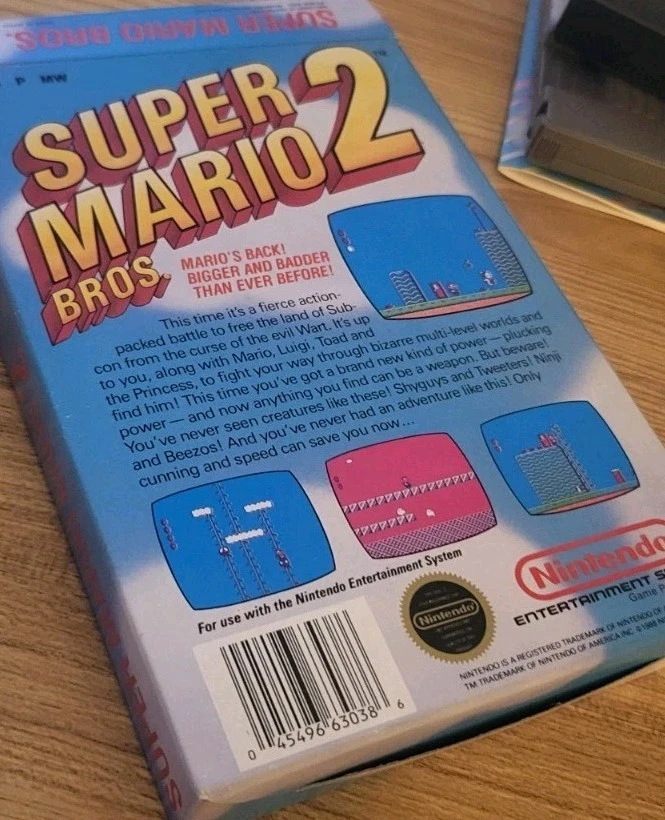 SUPER MARIO BROS.
P MW
SUPER
MARIO 2™
BROS.
MARIO'S BACK!
BIGGER AND BADDER
THAN EVER BEFORE!
This time it's a fierce action-
packed battle to free the land of Sub-
con from the curse of the evil Wart. It's up
to you, along with Mario, Luigi, Toad and
the Princess, to fight your way through bizarre multi-level worlds and
find him! This time you've got a brand new kind of power—plucking
power—and now anything you find can be a weapon. But beware!
You've never seen creatures like these! Shyguys and Tweeters! Ninji
and Beezos! And you've never had an adventure like this! Only
cunning and speed can save you now...
For use with the Nintendo Entertainment System
Nintendo
Nintendo
ENTERTAINMENT
Game
NINTENDO IS A REGISTERED TRADEMARK OF NINTENDO OF
TM TRADEMARK OF NINTENDO OF AMERICA INC. ©1988
0 45496 63038 6
SUPER